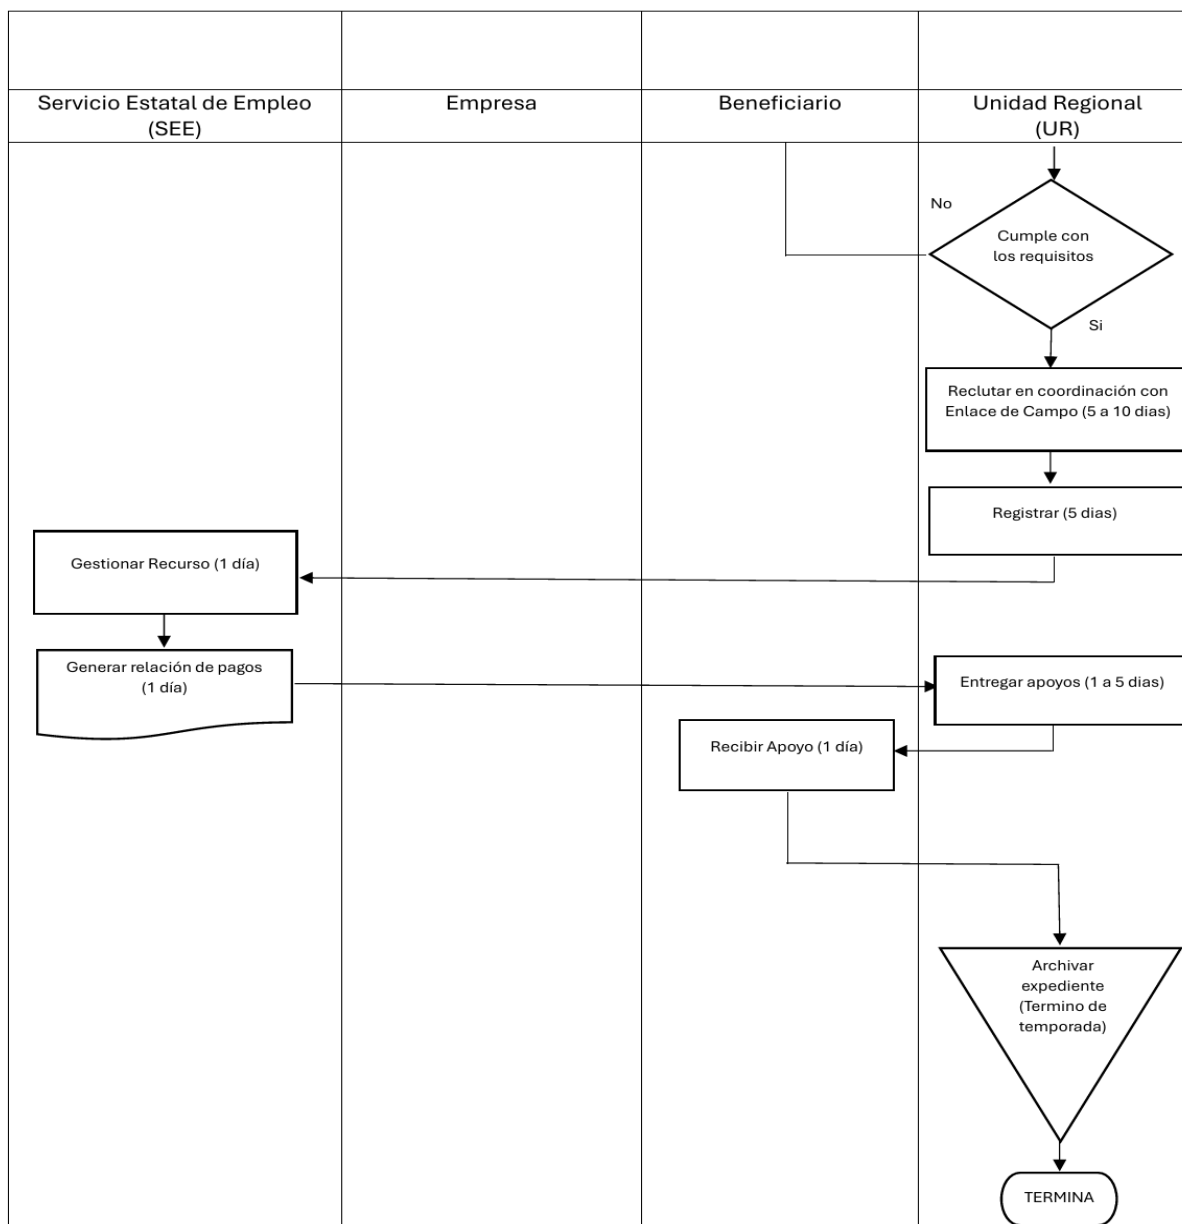 Servicio Estatal de Empleo
(SEE)
Empresa
Beneficiario
Unidad Regional
(UR)
No
Cumple con
los requisitos
Si
Reclutar en coordinación con
Enlace de Campo (5 a 10 dias)
Registrar (5 dias)
Gestionar Recurso (1 día)
Generar relación de pagos
(1 día)
Entregar apoyos (1 a 5 dias)
Recibir Apoyo (1 día)
Archivar
expediente
(Termino de
temporada)
TERMINA